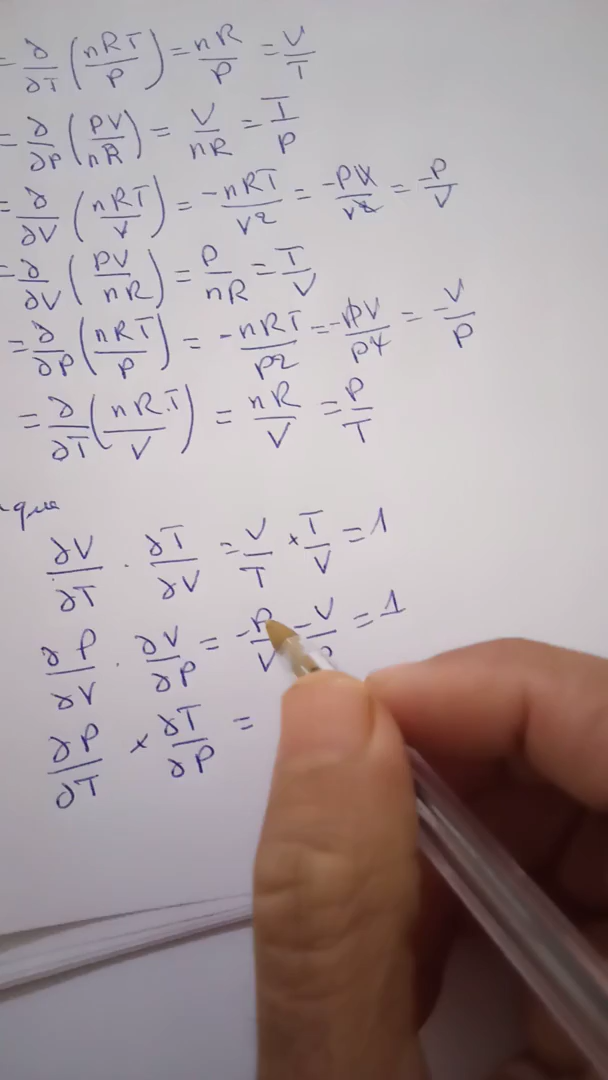 = ∂/∂T (nRT/P) = nR/P = V/T
= ∂/∂P (PV/nR) = V/nR = T/P
= ∂/∂V (nRT/V) = -nRT/V² = -PV/V² = -P/V
= ∂/∂V (PV/nR) = P/nR = T/V
= ∂/∂P (nRT/P) = -nRT/P² = -PV/P² = -V/P
= ∂/∂T (nRT/V) = nR/V = P/T
que
∂V/∂T · ∂T/∂V = V/T × T/V = 1
∂P/∂V · ∂V/∂P = -P/V -V/P = 1
∂P/∂T × ∂T/∂P =